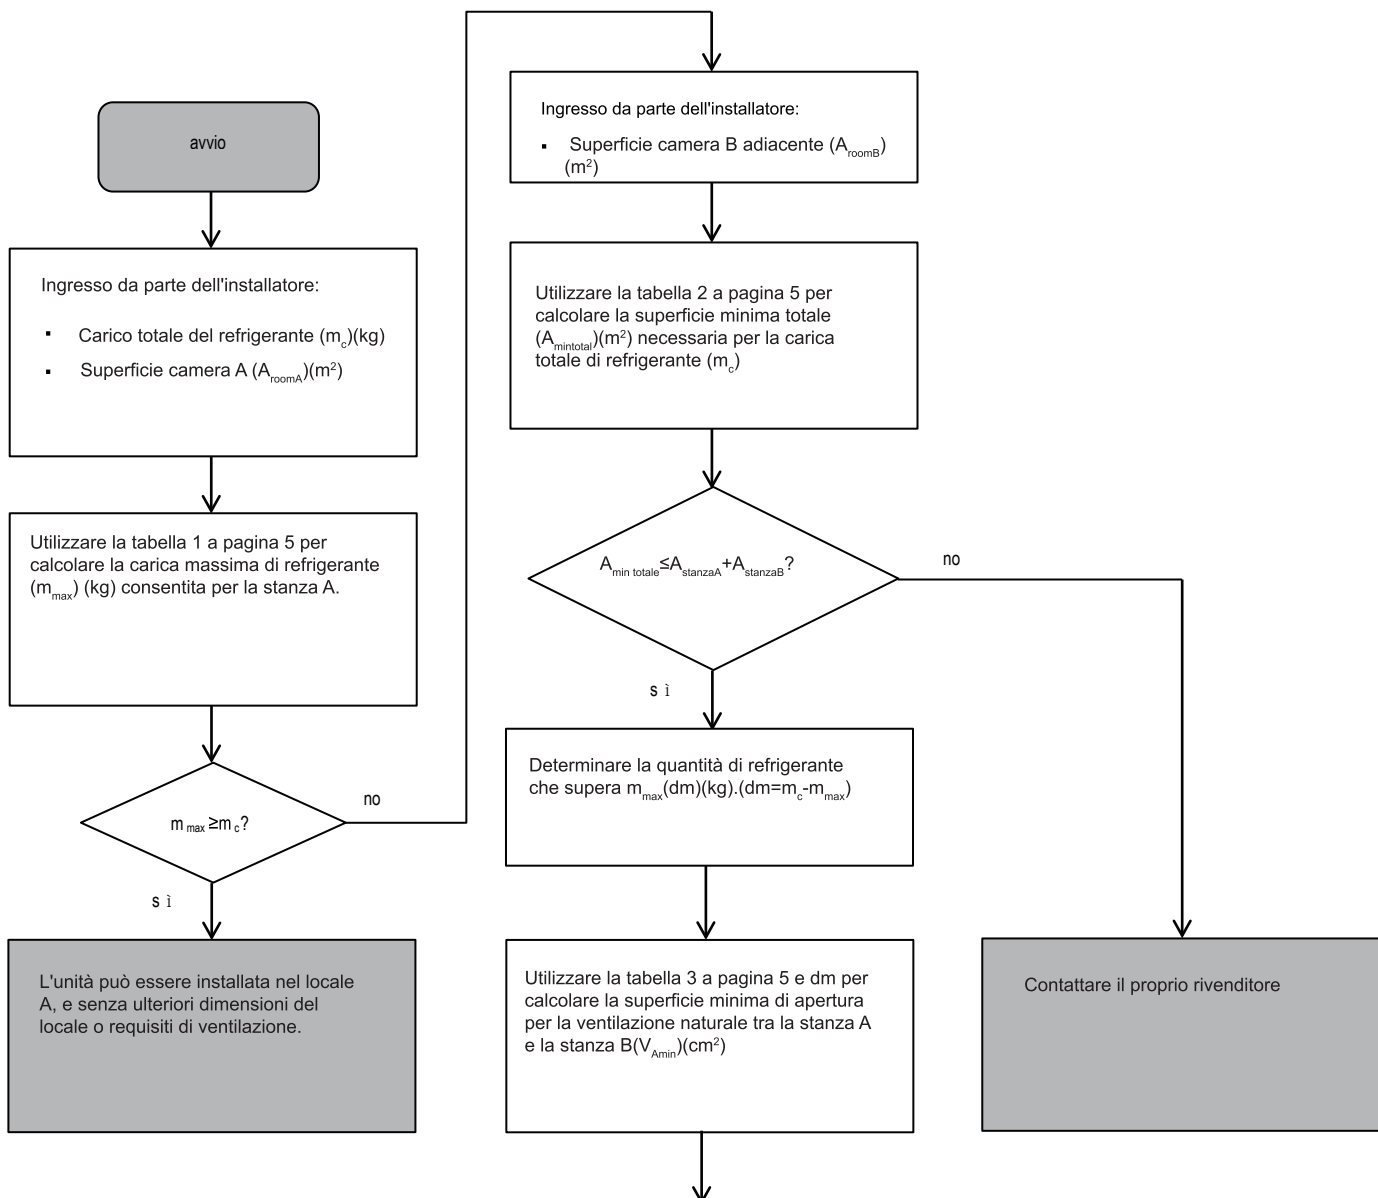 avvio
Ingresso da parte dell'installatore:
▪ Carico totale del refrigerante (mc)(kg)
▪ Superficie camera A (AroomA)(m²)
Utilizzare la tabella 1 a pagina 5 per
calcolare la carica massima di refrigerante
(mmax) (kg) consentita per la stanza A.
m max ≥m c?
no
s ì
L'unità può essere installata nel locale
A, e senza ulteriori dimensioni del
locale o requisiti di ventilazione.
Ingresso da parte dell'installatore:
▪ Superficie camera B adiacente (AroomB)
(m²)
Utilizzare la tabella 2 a pagina 5 per
calcolare la superficie minima totale
(Amintotal)(m²) necessaria per la carica
totale di refrigerante (mc)
Amin totale≤AstanzaA+AstanzaB?
no
s ì
Determinare la quantità di refrigerante
che supera mmax(dm)(kg).(dm=mc-mmax)
Utilizzare la tabella 3 a pagina 5 e dm per
calcolare la superficie minima di apertura
per la ventilazione naturale tra la stanza A
e la stanza B(VAmin)(cm²)
Contattare il proprio rivenditore